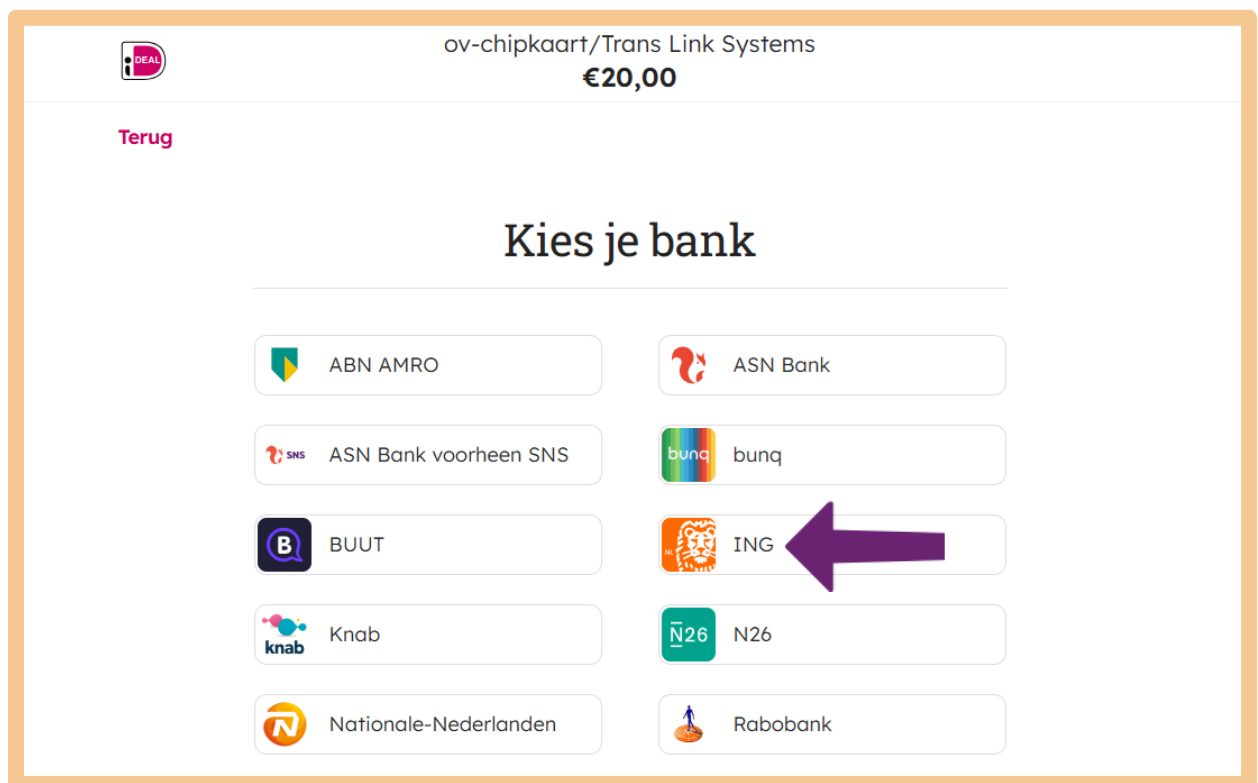 iDEAL
ov-chipkaart/Trans Link Systems
€20,00
Terug
Kies je bank
ABN AMRO
ASN Bank
SNS ASN Bank voorheen SNS
bunq bunq
B BUUT
NL ING
knab Knab
N26 N26
N Nationale-Nederlanden
Rabobank